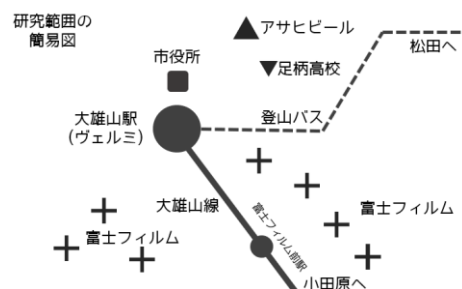 研究範囲の
簡易図
アサヒビール
松田へ
市役所
足柄高校
大雄山駅
(ヴェルミ)
登山バス
大雄山線
富士フィルム前駅
富士フィルム
富士フィルム
小田原へ